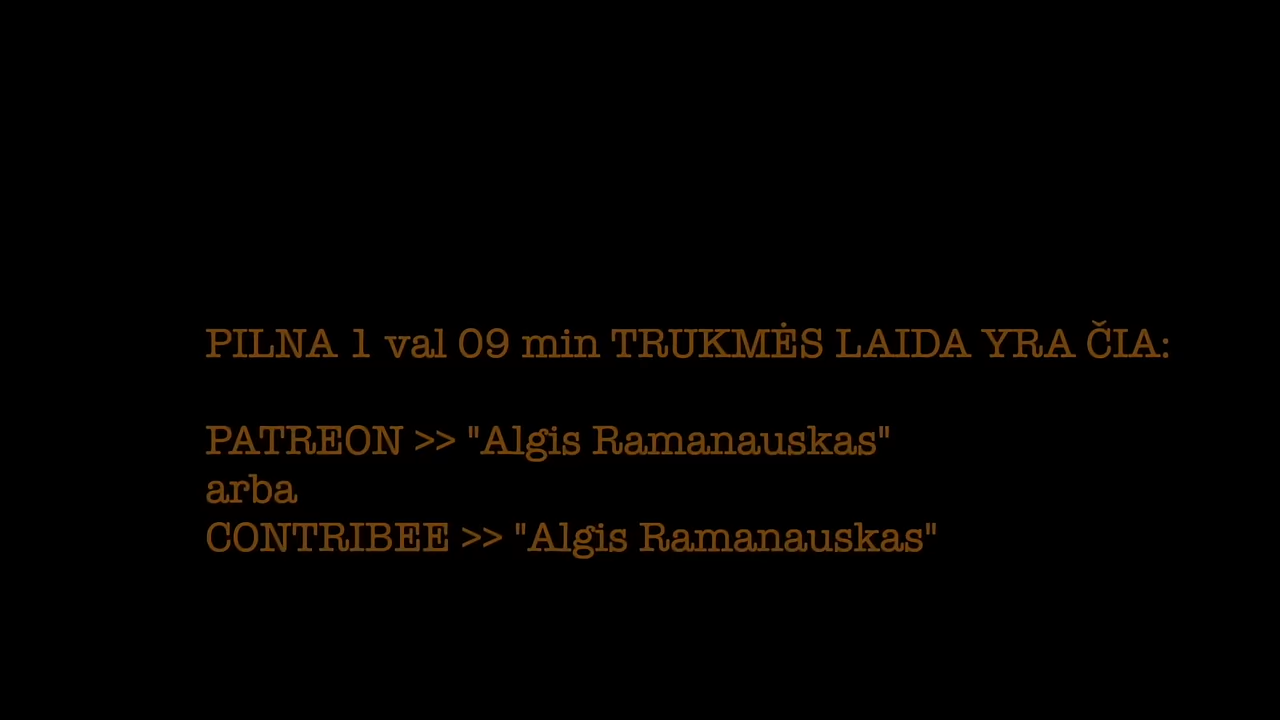 PILNA 1 val 09 min TRUKMĖS LAIDA YRA ČIA:
PATREON >> "Algis Ramanauskas"
arba
CONTRIBEE >> "Algis Ramanauskas"